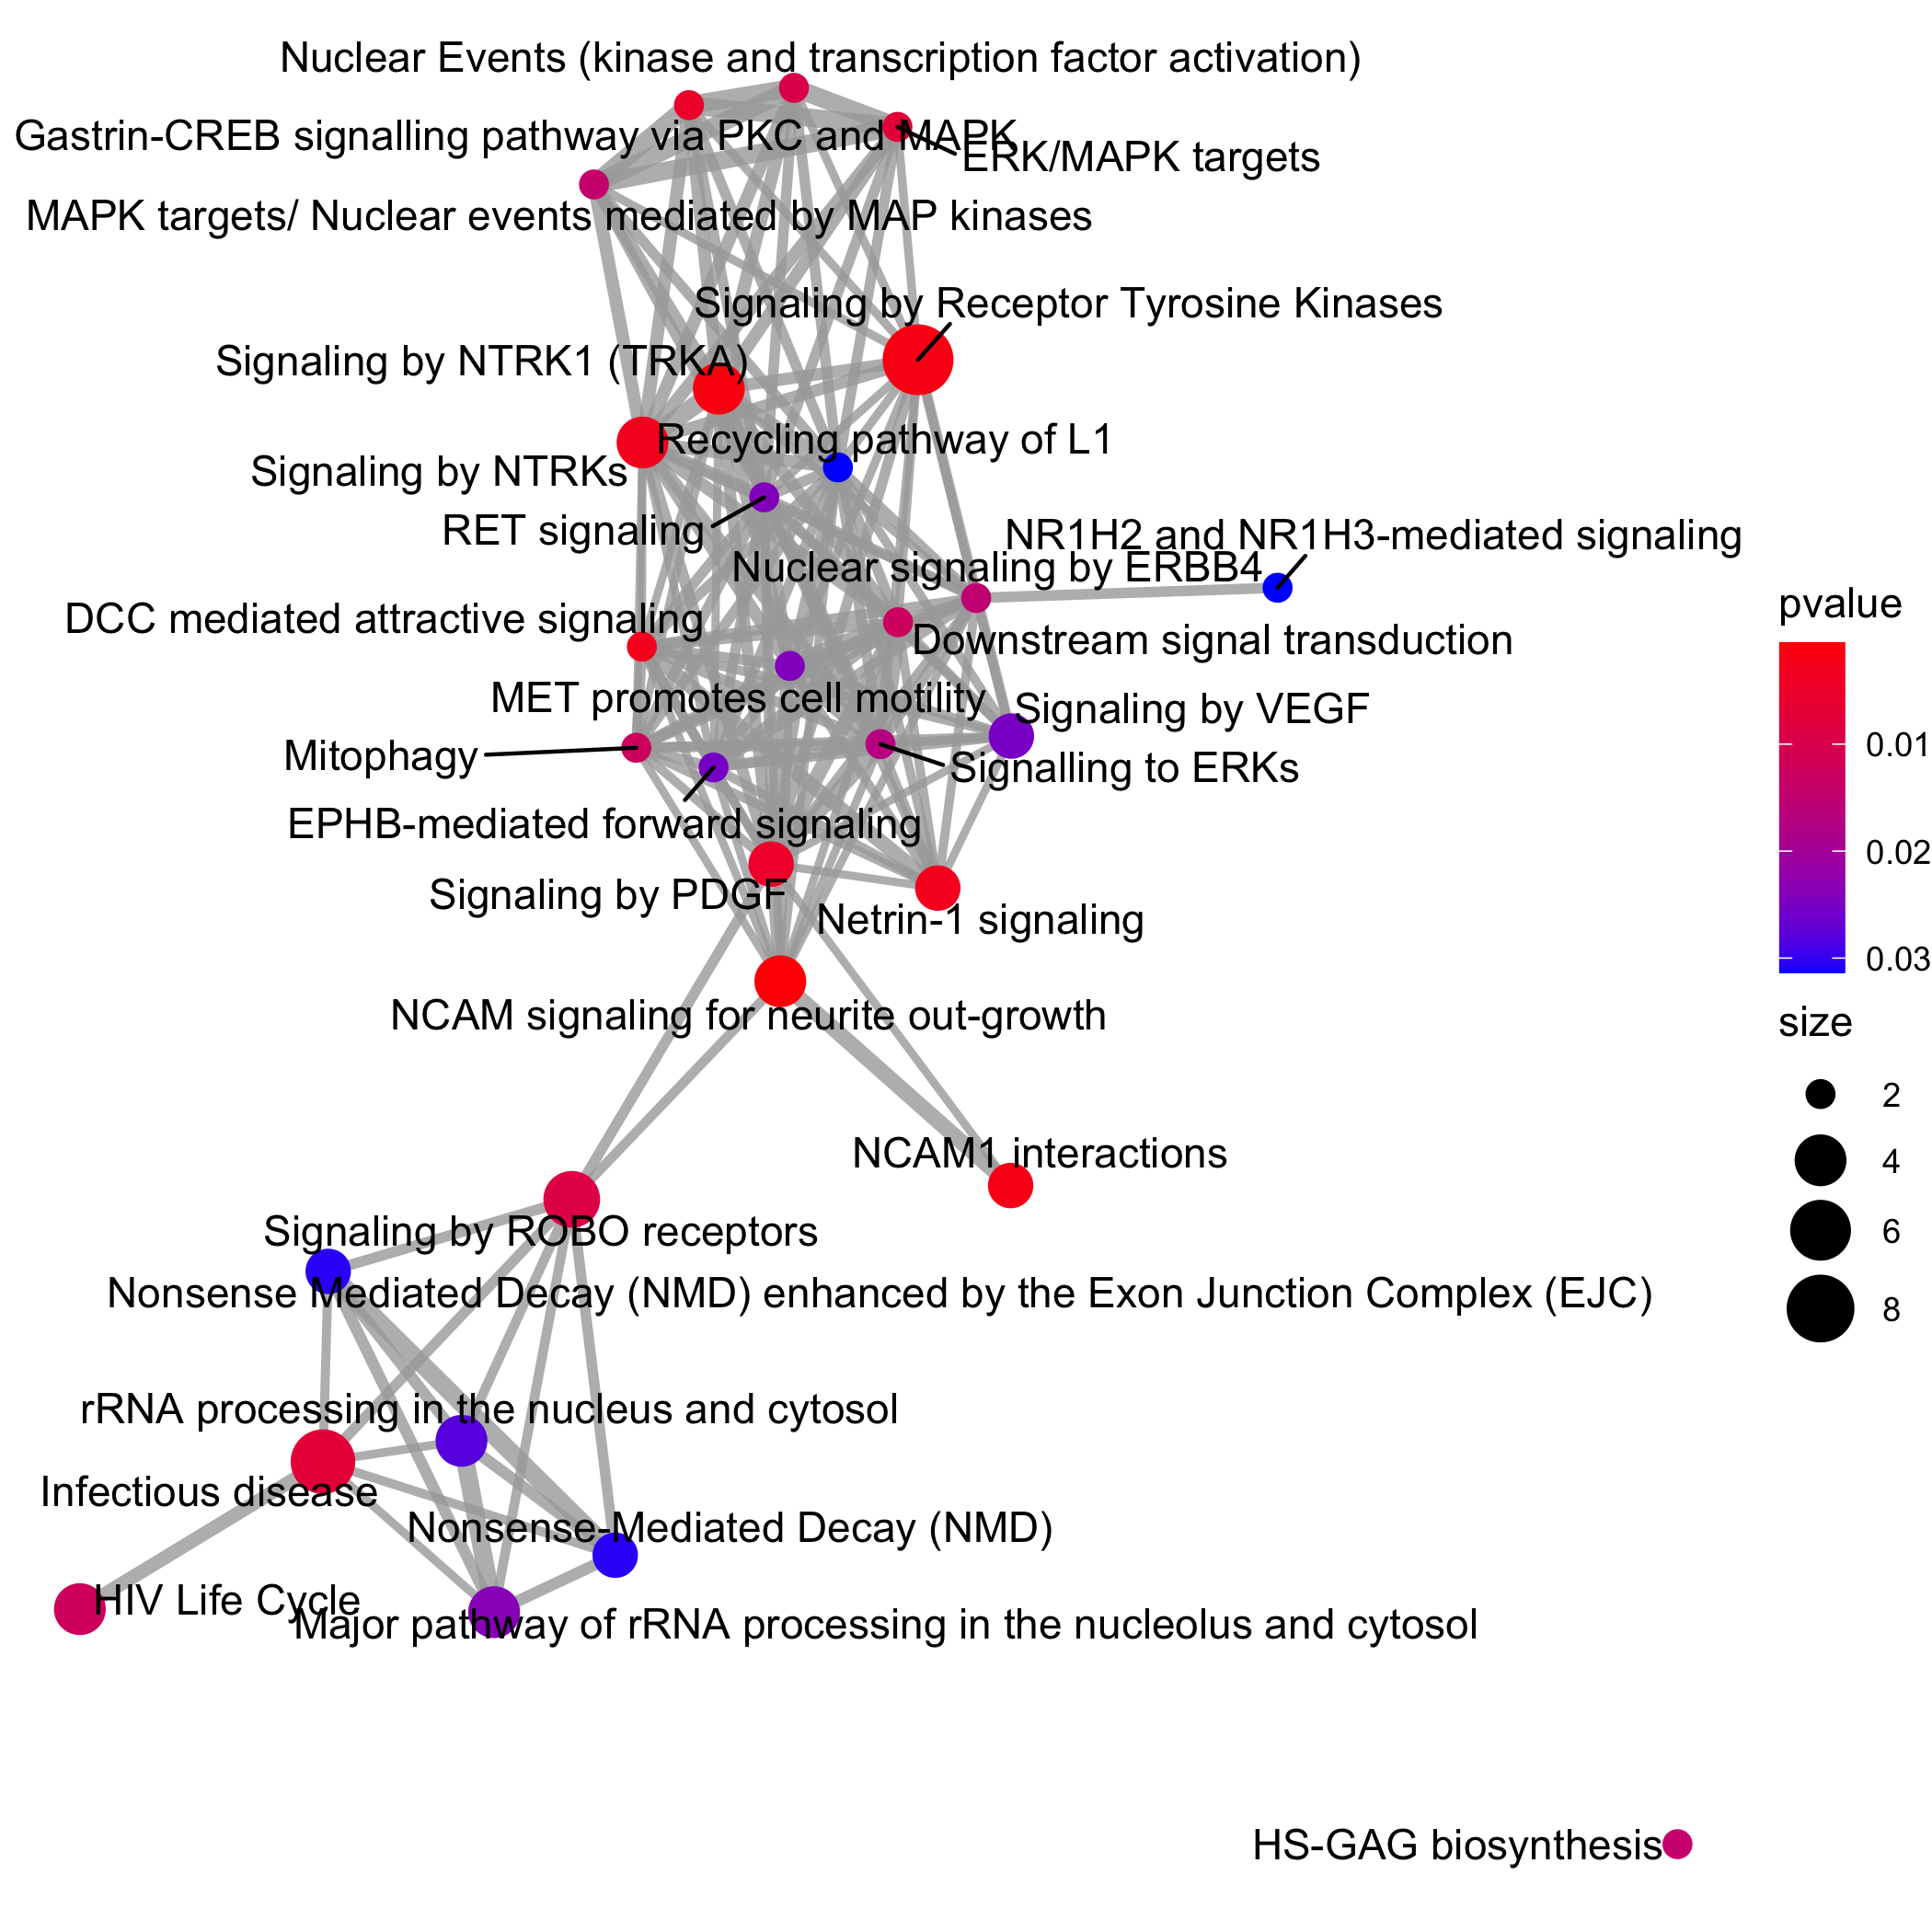 Nuclear Events (kinase and transcription factor activation)
Gastrin-CREB signalling pathway via PKC and MAPK
ERK/MAPK targets
MAPK targets/ Nuclear events mediated by MAP kinases
Signaling by Receptor Tyrosine Kinases
Signaling by NTRK1 (TRKA)
Recycling pathway of L1
Signaling by NTRKs
RET signaling
NR1H2 and NR1H3-mediated signaling
Nuclear signaling by ERBB4
DCC mediated attractive signaling
Downstream signal transduction
MET promotes cell motility
Signaling by VEGF
Mitophagy
Signalling to ERKs
EPHB-mediated forward signaling
Signaling by PDGF
Netrin-1 signaling
NCAM signaling for neurite out-growth
NCAM1 interactions
Signaling by ROBO receptors
Nonsense Mediated Decay (NMD) enhanced by the Exon Junction Complex (EJC)
rRNA processing in the nucleus and cytosol
Infectious disease
Nonsense-Mediated Decay (NMD)
HIV Life Cycle
Major pathway of rRNA processing in the nucleolus and cytosol
HS-GAG biosynthesis
pvalue
0.01
0.02
0.03
size
2
4
6
8